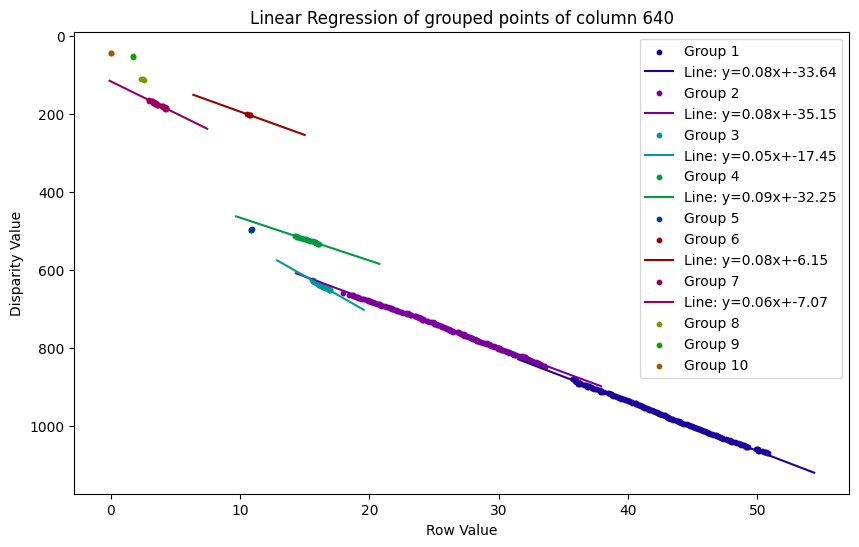 Linear Regression of grouped points of column 640
Disparity Value
0
200
400
600
800
1000
Group 1
Line: y=0.08x+-33.64
Group 2
Line: y=0.08x+-35.15
Group 3
Line: y=0.05x+-17.45
Group 4
Line: y=0.09x+-32.25
Group 5
Group 6
Line: y=0.08x+-6.15
Group 7
Line: y=0.06x+-7.07
Group 8
Group 9
Group 10
0 10 20 30 40 50
Row Value